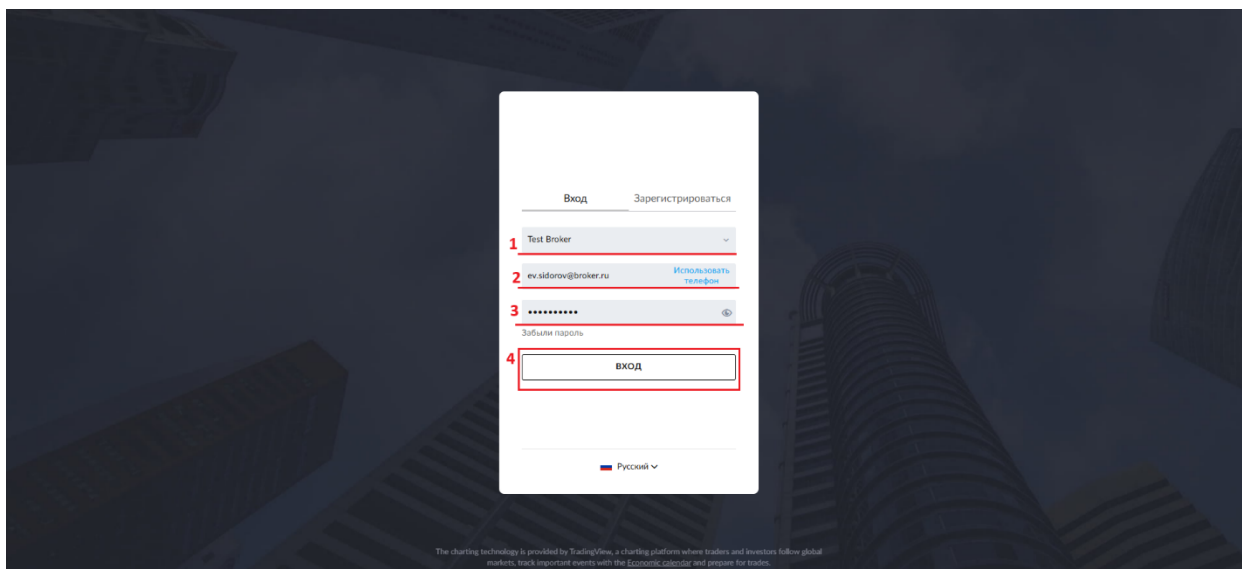 Вход Зарегистрироваться
1 Test Broker
2 ev.sidorov@broker.ru Использовать
телефон
3 ••••••••••
Забыли пароль
4 ВХОД
Русский
The charting technology is provided by TradingView, a charting platform where traders and investors follow global
markets, track important events with the Economic calendar and prepare for trades.